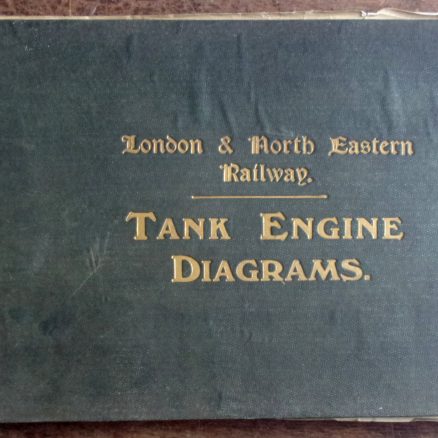 London & North Eastern
Railway.
TANK ENGINE
DIAGRAMS.